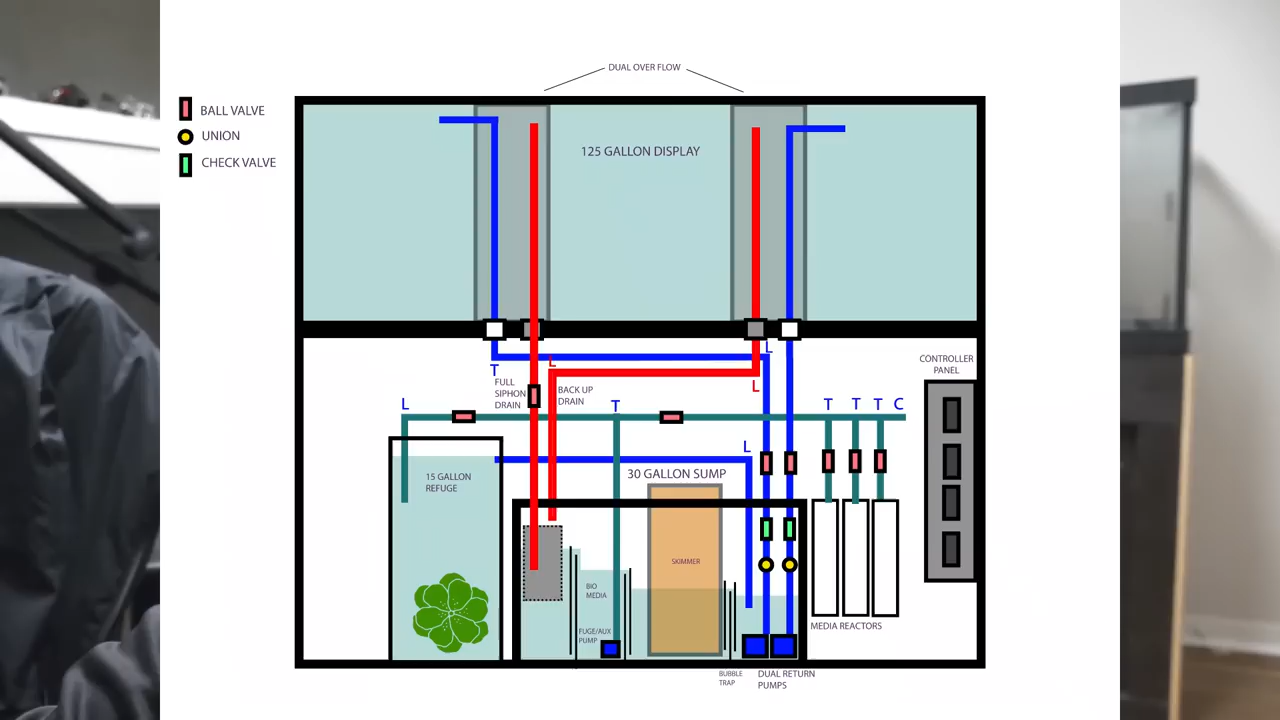 DUAL OVER FLOW
BALL VALVE
UNION
CHECK VALVE
125 GALLON DISPLAY
L
T
FULL
SIPHON
DRAIN
L
BACK UP
DRAIN
L
CONTROLLER
PANEL
L
T
T
T
T
C
L
15 GALLON
REFUGE
30 GALLON SUMP
SKIMMER
BIO
MEDIA
FUGE/AUX
PUMP
MEDIA REACTORS
BUBBLE
TRAP
DUAL RETURN
PUMPS